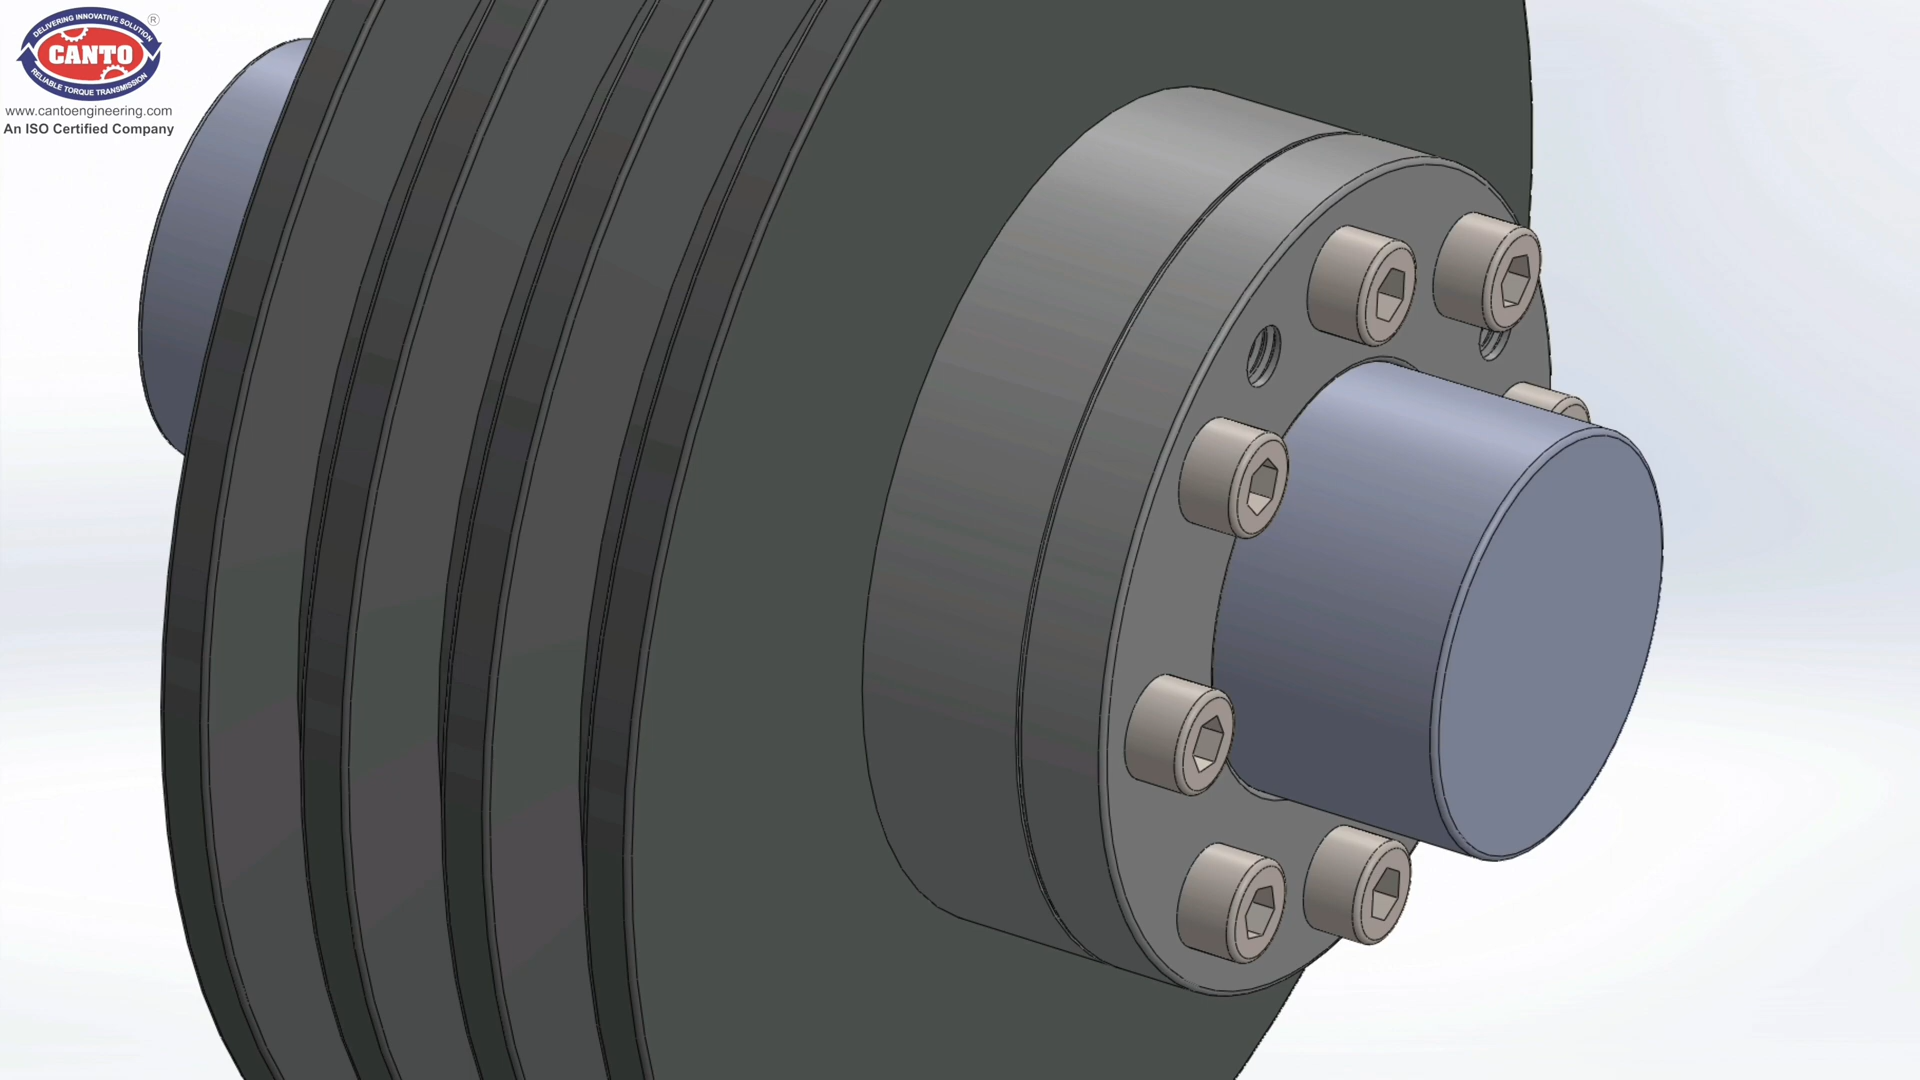 DELIVERING INNOVATIVE SOLUTION
®
CANTO
RELIABLE TORQUE TRANSMISSION
www.cantoengineering.com
An ISO Certified Company